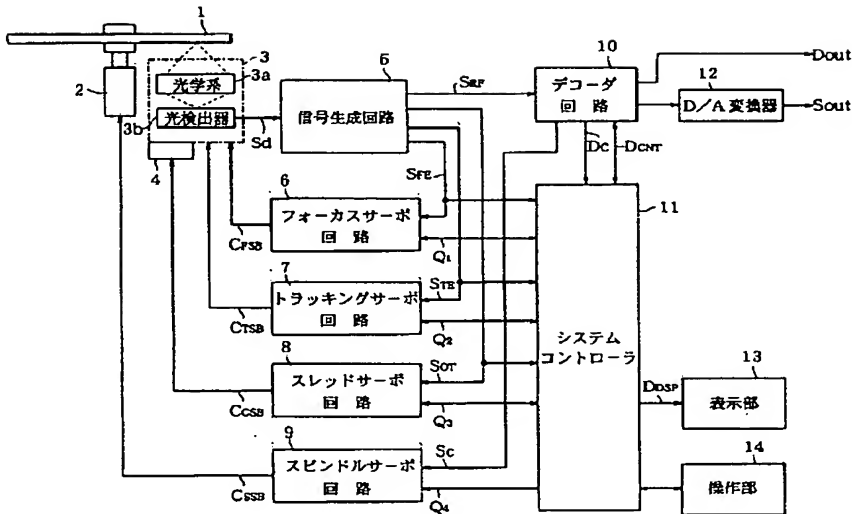 1
2
3
光学系
3a
3b
光検出器
Sd
4
5
信号生成回路
SRF
10
デコーダ
回路
Dout
12
D/A変換器
Sout
DC
DCNT
SFE
6
フォーカスサーボ
回路
CFSB
Q1
11
システム
コントローラ
7
トラッキングサーボ
回路
CTSB
STE
Q2
8
スレッドサーボ
回路
CCSB
SOT
Q3
9
スピンドルサーボ
回路
CSSB
SC
Q4
DDSP
13
表示部
14
操作部